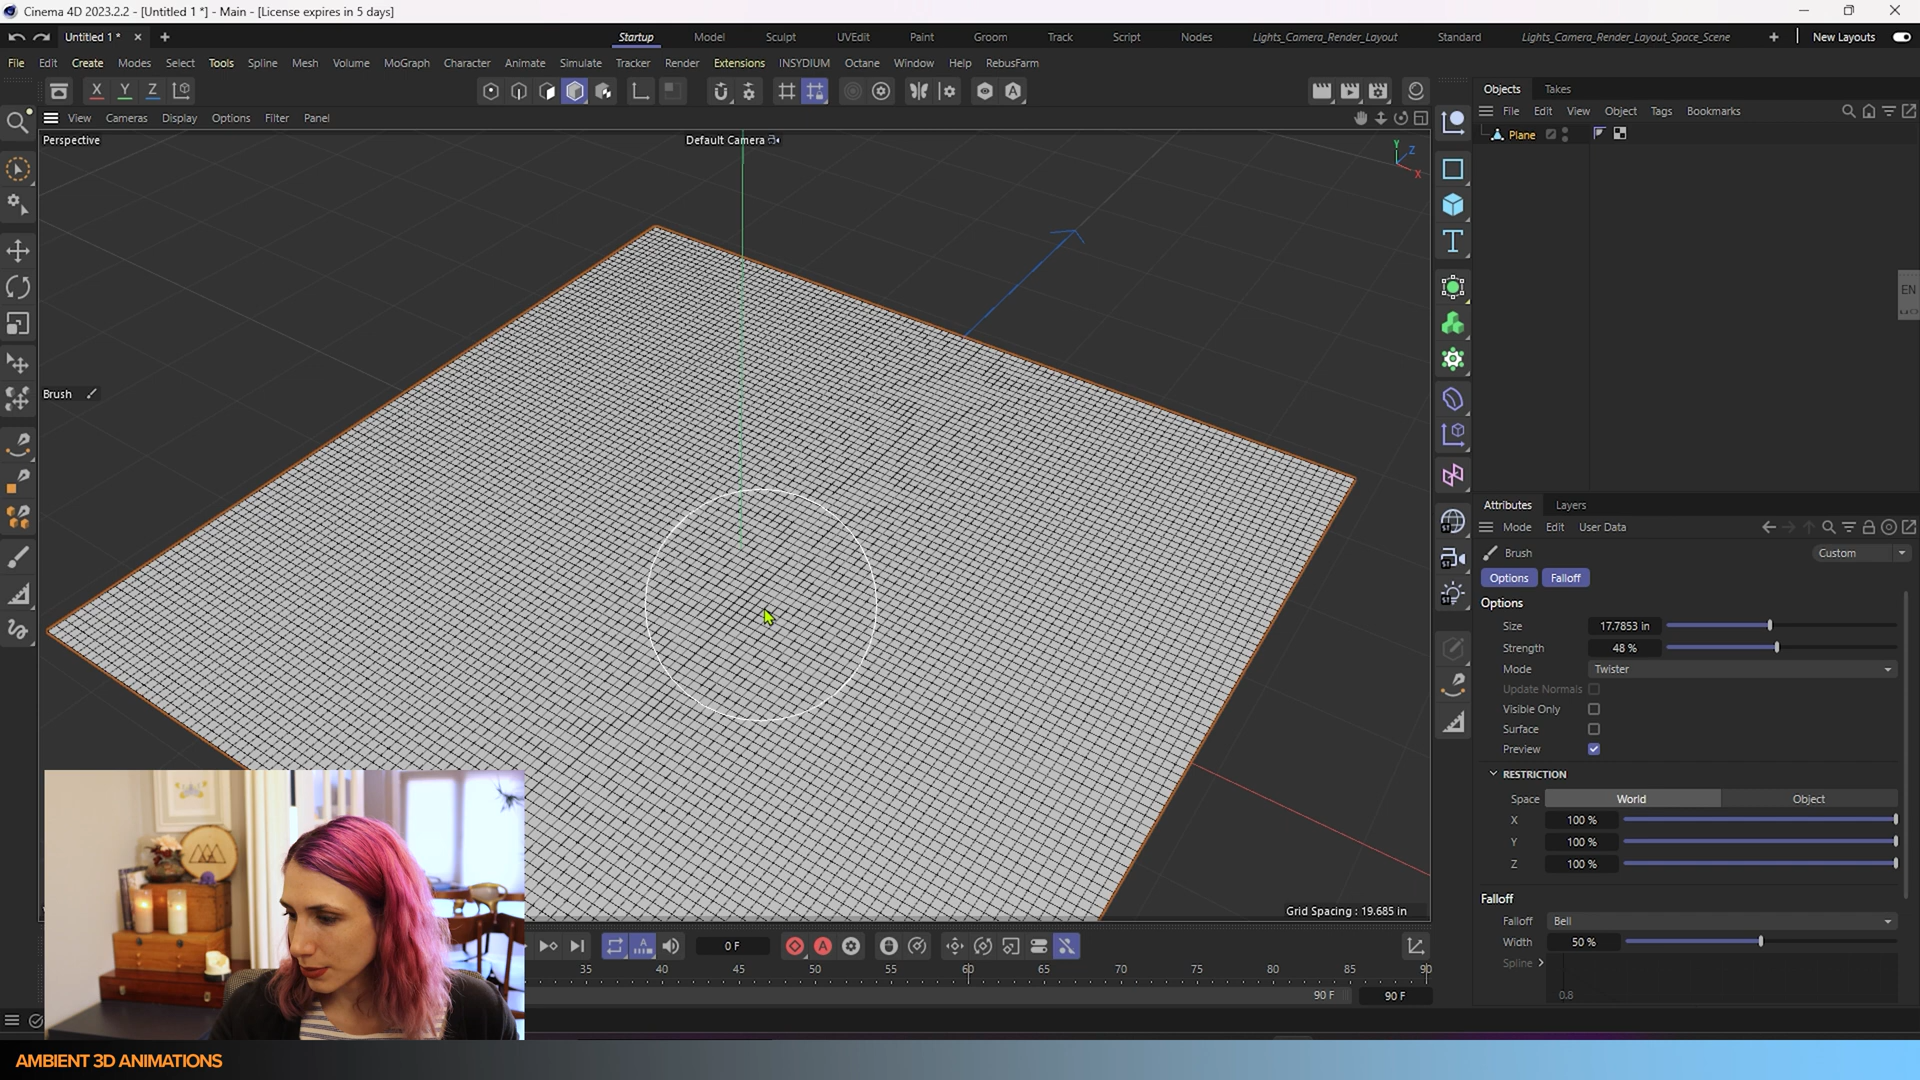 Cinema 4D 2023.2.2 - [Untitled 1 *] - Main - [License expires in 5 days]
Untitled 1 *
Startup Model Sculpt UVEdit Paint Groom Track Script Nodes Lights_Camera_Render_Layout Standard Lights_Camera_Render_Layout_Space_Scene New Layouts
File Edit Create Modes Select Tools Spline Mesh Volume MoGraph Character Animate Simulate Tracker Render Extensions INSYDIUM Octane Window Help RebusFarm
X Y Z
View Cameras Display Options Filter Panel
Perspective
Default Camera
Y Z X
Brush
Grid Spacing : 19.685 in
Objects Takes
File Edit View Object Tags Bookmarks
Plane
EN
Attributes Layers
Mode Edit User Data
Brush Custom
Options Falloff
Options
Size 17.7853 in
Strength 48 %
Mode Twister
Update Normals
Visible Only
Surface
Preview
RESTRICTION
Space World Object
X 100 %
Y 100 %
Z 100 %
Falloff
Falloff Bell
Width 50 %
Spline
0.8
0 F
35 40 45 50 55 60 65 70 75 80 85 90
90 F 90 F
AMBIENT 3D ANIMATIONS